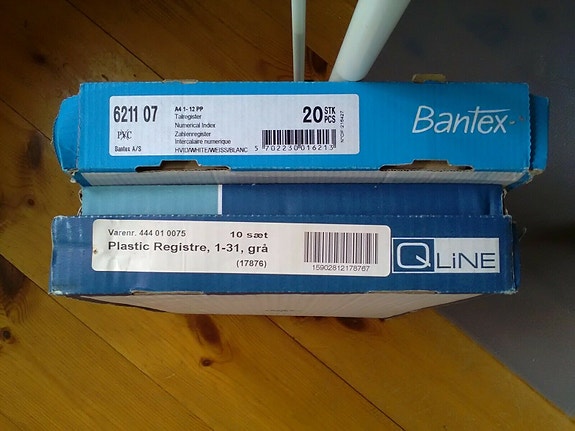 6211 07
PVC
Bantex A/S
A4 1-12 PP
Talregister
Numerical Index
Zahlenregister
Intercalaire numerique
HVID/WHITE/WEISS/BLANC
20 STK
PCS
5 702230 016213
Bantex
Varenr. 444 01 0075
10 sæt
Plastic Registre, 1-31, grå
(17876)
15902812178767
QLiNE